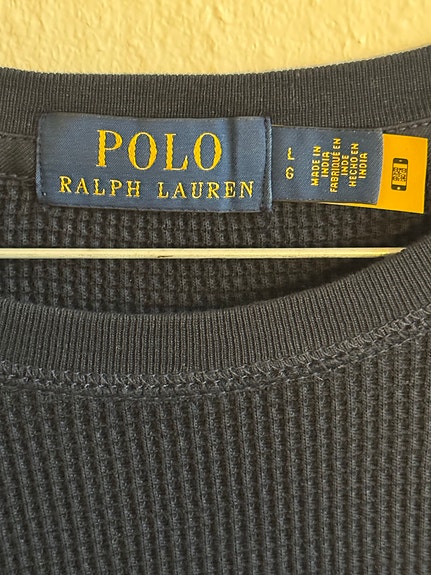 POLO
RALPH LAUREN
L
G
MADE IN
INDIA
FABRIQUÉ EN
INDE
HECHO EN
INDIA